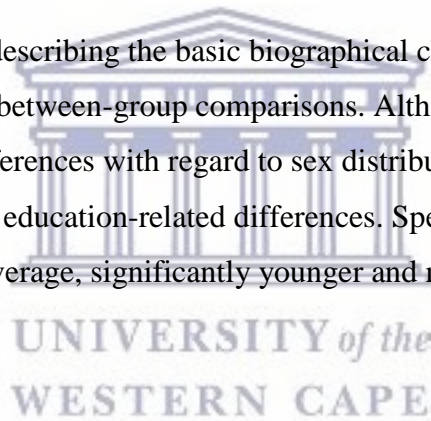 describing the basic biographical c
between-group comparisons. Alth
ferences with regard to sex distribu
education-related differences. Spe
verage, significantly younger and
UNIVERSITY of the
WESTERN CAPE